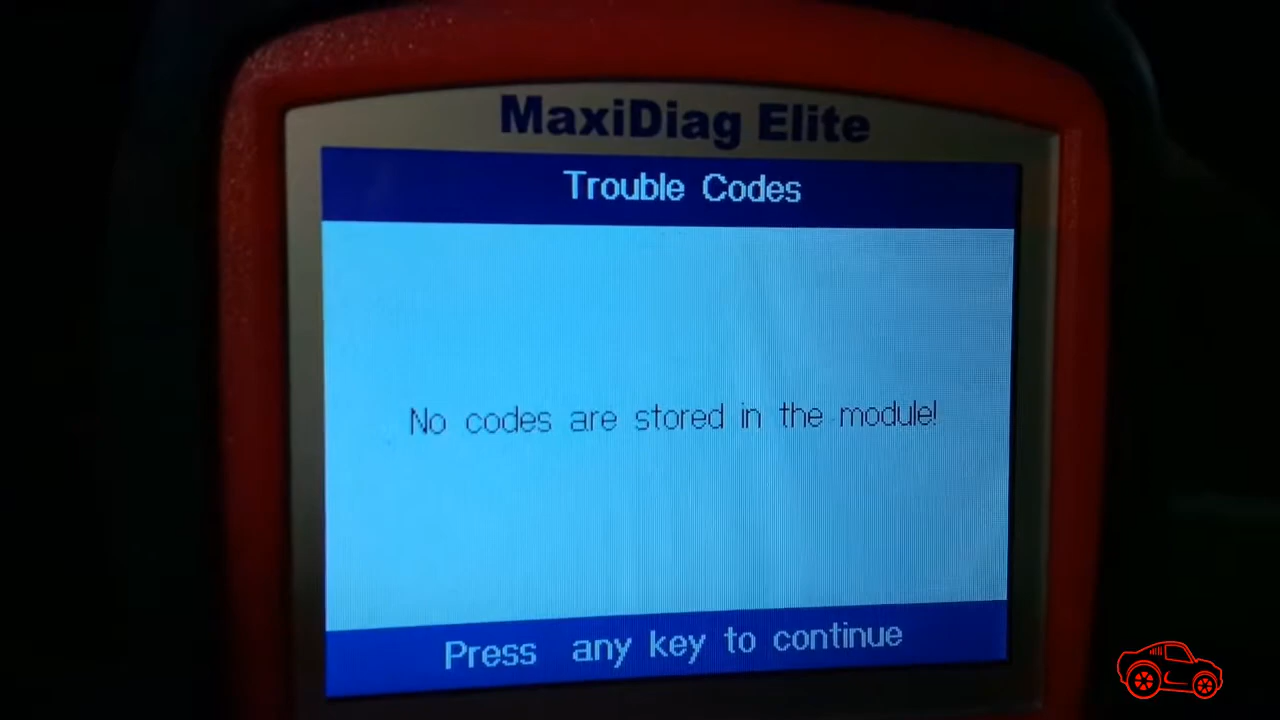 MaxiDiag Elite
Trouble Codes
No codes are stored in the module!
Press any key to continue